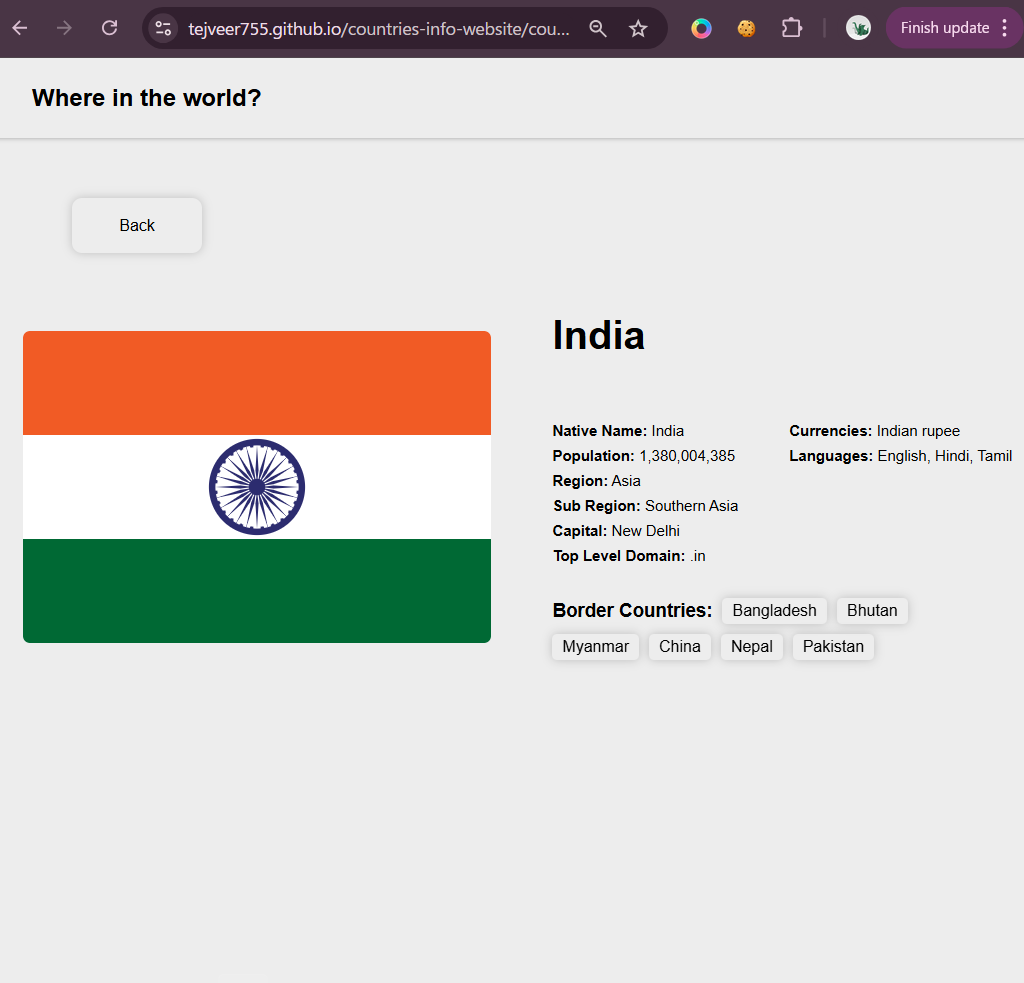 tejveer755.github.io/countries-info-website/cou...
Finish update
Where in the world?
Back
India
Native Name: India
Population: 1,380,004,385
Region: Asia
Sub Region: Southern Asia
Capital: New Delhi
Top Level Domain: .in
Currencies: Indian rupee
Languages: English, Hindi, Tamil
Border Countries: Bangladesh Bhutan
Myanmar China Nepal Pakistan